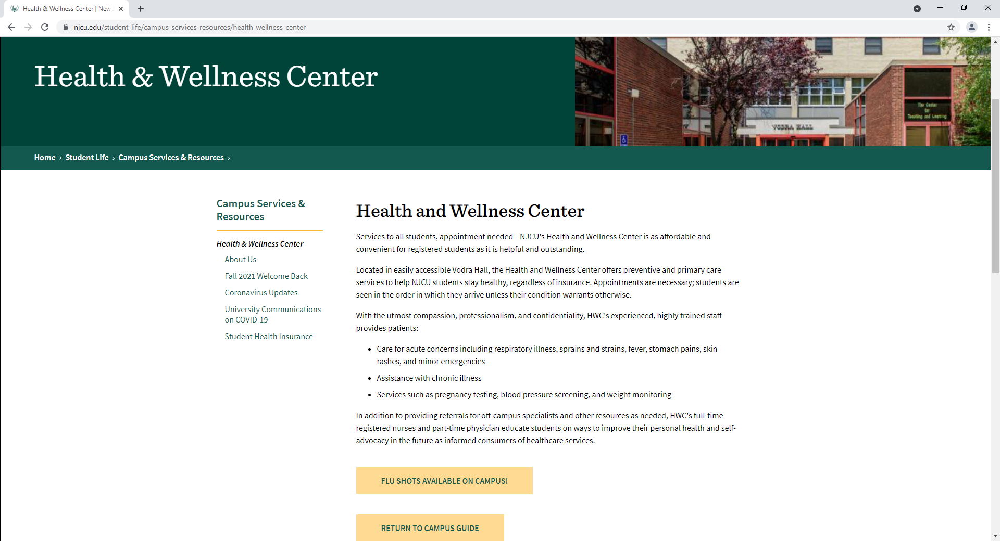 Health & Wellness Center | New
njcu.edu/student-life/campus-services-resources/health-wellness-center
Health & Wellness Center
The Center
for
Teaching and Learning
VODRA HALL
Home › Student Life › Campus Services & Resources ›
Campus Services &
Resources
Health & Wellness Center
About Us
Fall 2021 Welcome Back
Coronavirus Updates
University Communications
on COVID-19
Student Health Insurance
Health and Wellness Center
Services to all students, appointment needed—NJCU's Health and Wellness Center is as affordable and
convenient for registered students as it is helpful and outstanding.
Located in easily accessible Vodra Hall, the Health and Wellness Center offers preventive and primary care
services to help NJCU students stay healthy, regardless of insurance. Appointments are necessary; students are
seen in the order in which they arrive unless their condition warrants otherwise.
With the utmost compassion, professionalism, and confidentiality, HWC's experienced, highly trained staff
provides patients:
• Care for acute concerns including respiratory illness, sprains and strains, fever, stomach pains, skin
rashes, and minor emergencies
• Assistance with chronic illness
• Services such as pregnancy testing, blood pressure screening, and weight monitoring
In addition to providing referrals for off-campus specialists and other resources as needed, HWC's full-time
registered nurses and part-time physician educate students on ways to improve their personal health and self-
advocacy in the future as informed consumers of healthcare services.
FLU SHOTS AVAILABLE ON CAMPUS!
RETURN TO CAMPUS GUIDE